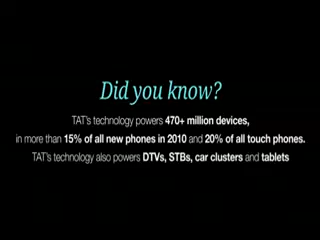 Did you know?
TAT's technology powers 470+ million devices,
in more than 15% of all new phones in 2010 and 20% of all touch phones.
TAT's technology also powers DTVs, STBs, car clusters and tablets